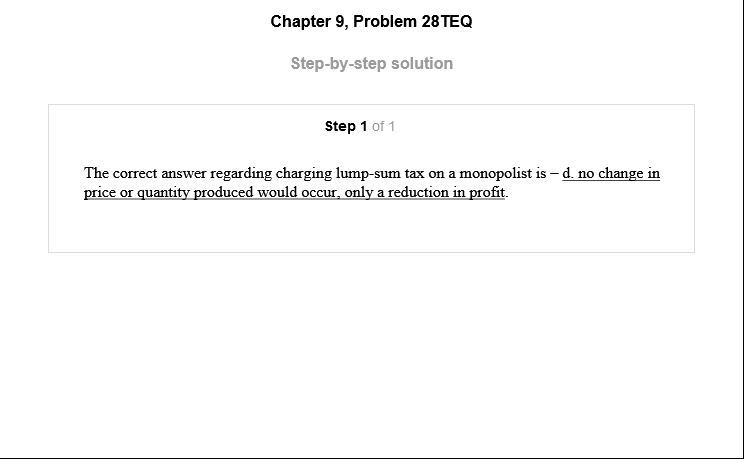 Chapter 9, Problem 28TEQ
Step-by-step solution
Step 1 of 1
The correct answer regarding charging lump-sum tax on a monopolist is – d. no change in
price or quantity produced would occur, only a reduction in profit.